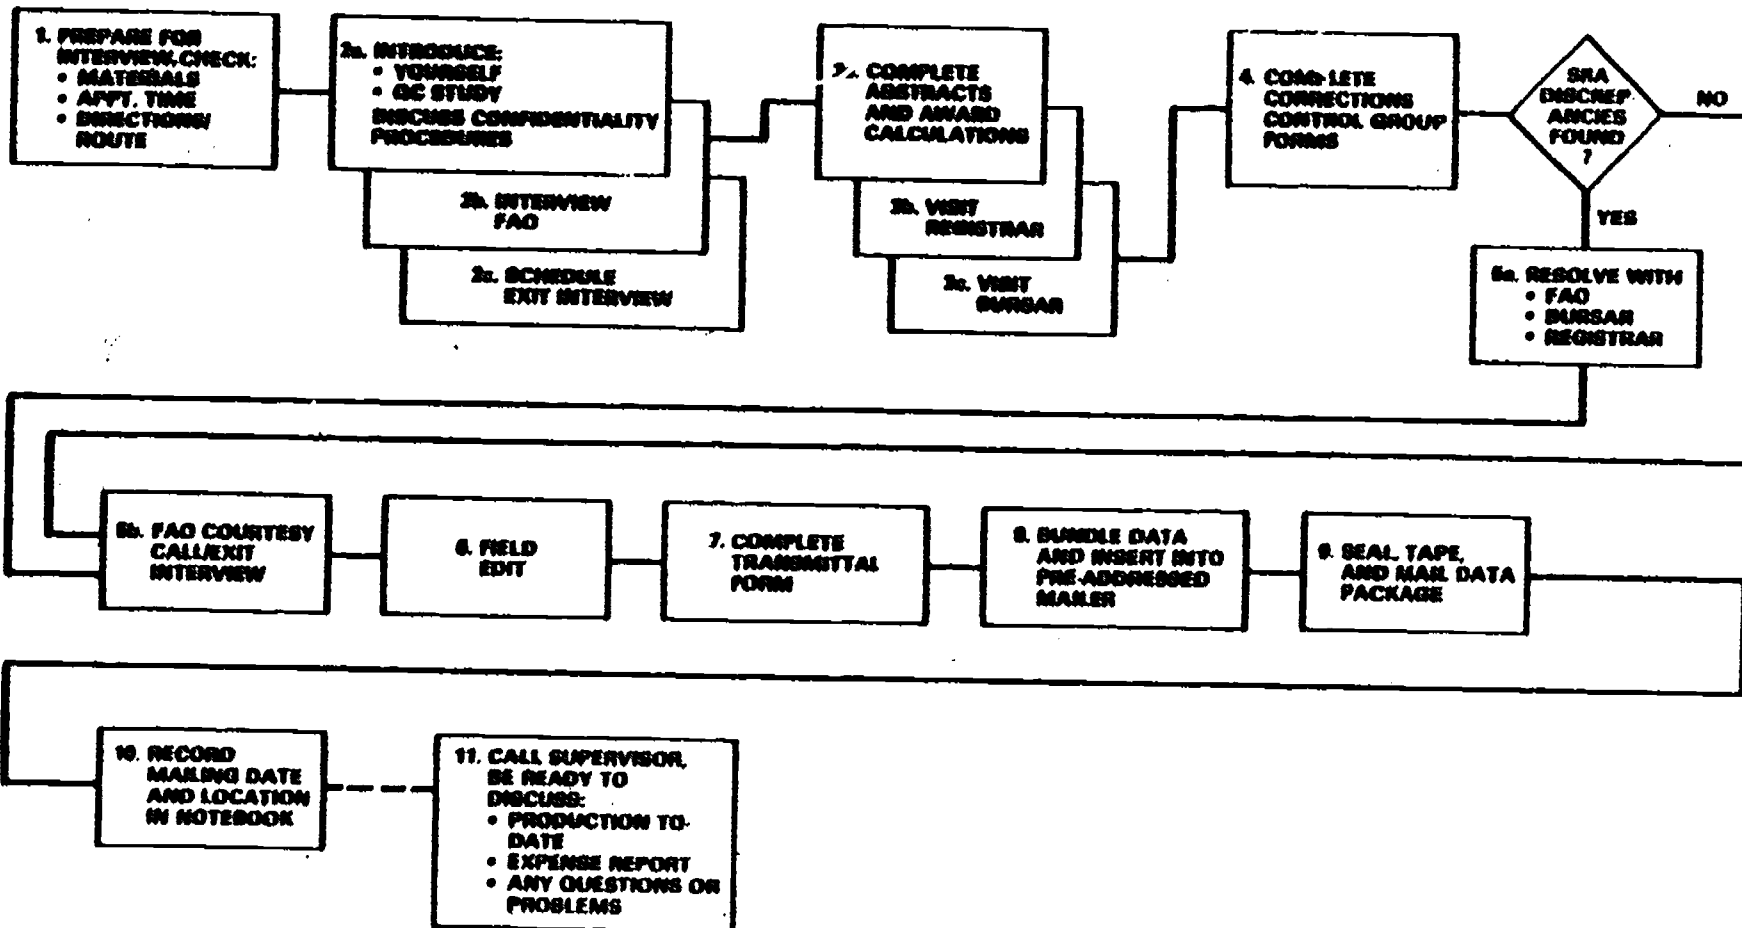 1. PREPARE FOR
INTERVIEW-CHECK:
• MATERIALS
• APPT. TIME
• DIRECTIONS/
ROUTE
2a. INTRODUCE:
• YOURSELF
• QC STUDY
DISCUSS CONFIDENTIALITY
PROCEDURES
2b. INTERVIEW
FAO
2c. SCHEDULE
EXIT INTERVIEW
COMPLETE
ABSTRACTS
AND AWARD
CALCULATIONS
3b. VISIT
REGISTRAR
3c. VISIT
BURSAR
4. COMPLETE
CORRECTIONS
CONTROL GROUP
FORMS
SRA
DISCREP
ANCIES
FOUND
?
NO
YES
5a. RESOLVE WITH
• FAO
• BURSAR
• REGISTRAR
5b. FAO COURTESY
CALL/EXIT
INTERVIEW
6. FIELD
EDIT
7. COMPLETE
TRANSMITTAL
FORM
8. BUNDLE DATA
AND INSERT INTO
PRE-ADDRESSED
MAILER
9. SEAL, TAPE,
AND MAIL DATA
PACKAGE
10. RECORD
MAILING DATE
AND LOCATION
IN NOTEBOOK
11. CALL SUPERVISOR,
BE READY TO
DISCUSS:
• PRODUCTION TO-
DATE
• EXPENSE REPORT
• ANY QUESTIONS OR
PROBLEMS